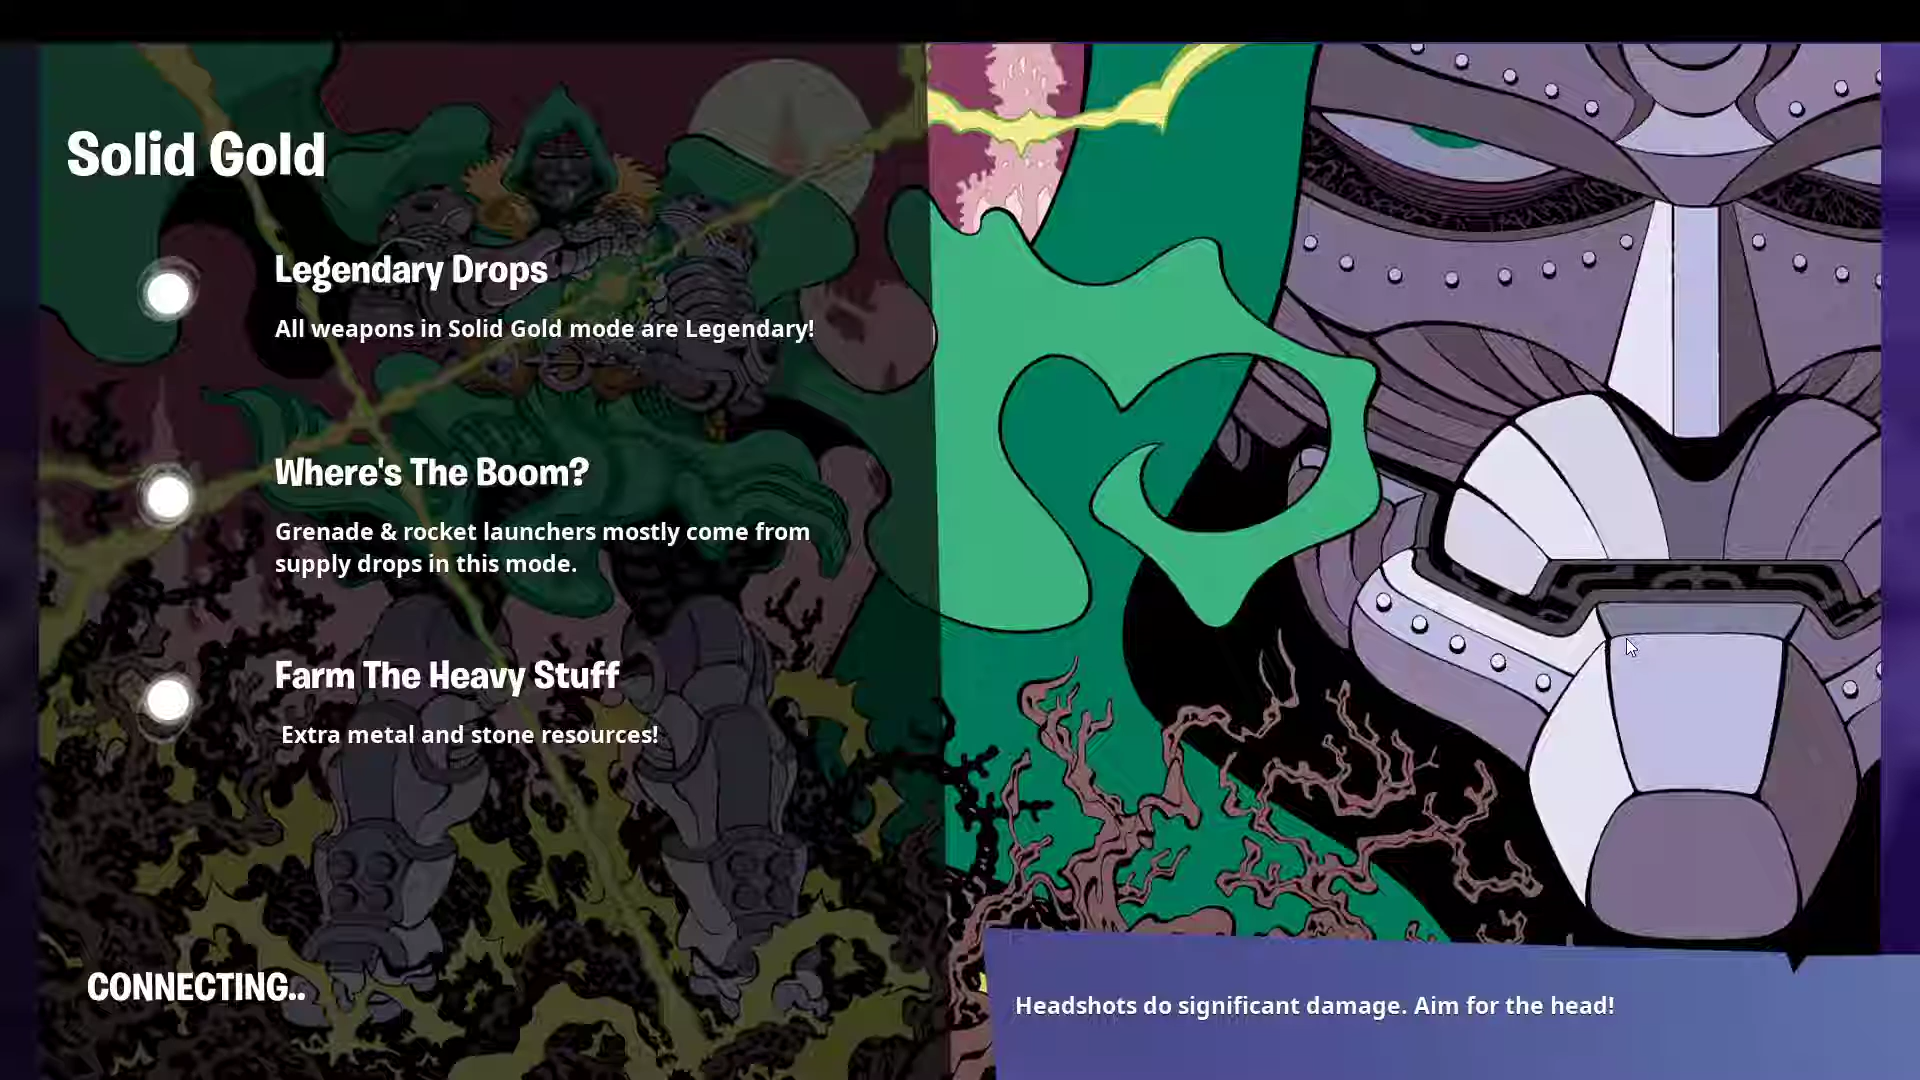 Solid Gold
Legendary Drops
All weapons in Solid Gold mode are Legendary!
Where's The Boom?
Grenade & rocket launchers mostly come from
supply drops in this mode.
Farm The Heavy Stuff
Extra metal and stone resources!
CONNECTING..
Headshots do significant damage. Aim for the head!